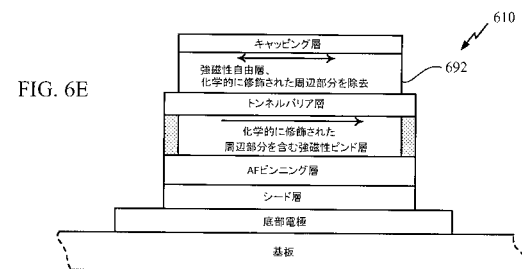 610
キャッピング層
強磁性自由層、
化学的に修飾された周辺部分を除去
692
FIG. 6E
トンネルバリア層
化学的に修飾された
周辺部分を含む強磁性ピンド層
AFピンニング層
シード層
底部電極
基板